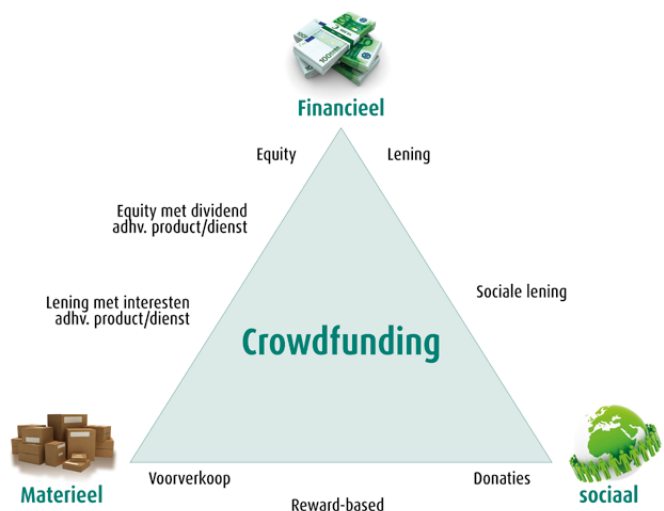 Financieel
Equity
Lening
Equity met dividend
adhv. product/dienst
Sociale lening
Lening met interesten
adhv. product/dienst
Crowdfunding
Materieel
Voorverkoop
Reward-based
Donaties
sociaal